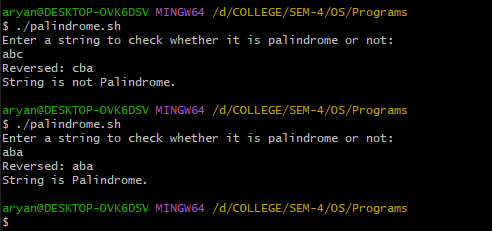 aryan@DESKTOP-OVK6DSV MINGW64 /d/COLLEGE/SEM-4/OS/Programs
$ ./palindrome.sh
Enter a string to check whether it is palindrome or not:
abc
Reversed: cba
String is not Palindrome.
aryan@DESKTOP-OVK6DSV MINGW64 /d/COLLEGE/SEM-4/OS/Programs
$ ./palindrome.sh
Enter a string to check whether it is palindrome or not:
aba
Reversed: aba
String is Palindrome.
aryan@DESKTOP-OVK6DSV MINGW64 /d/COLLEGE/SEM-4/OS/Programs
$